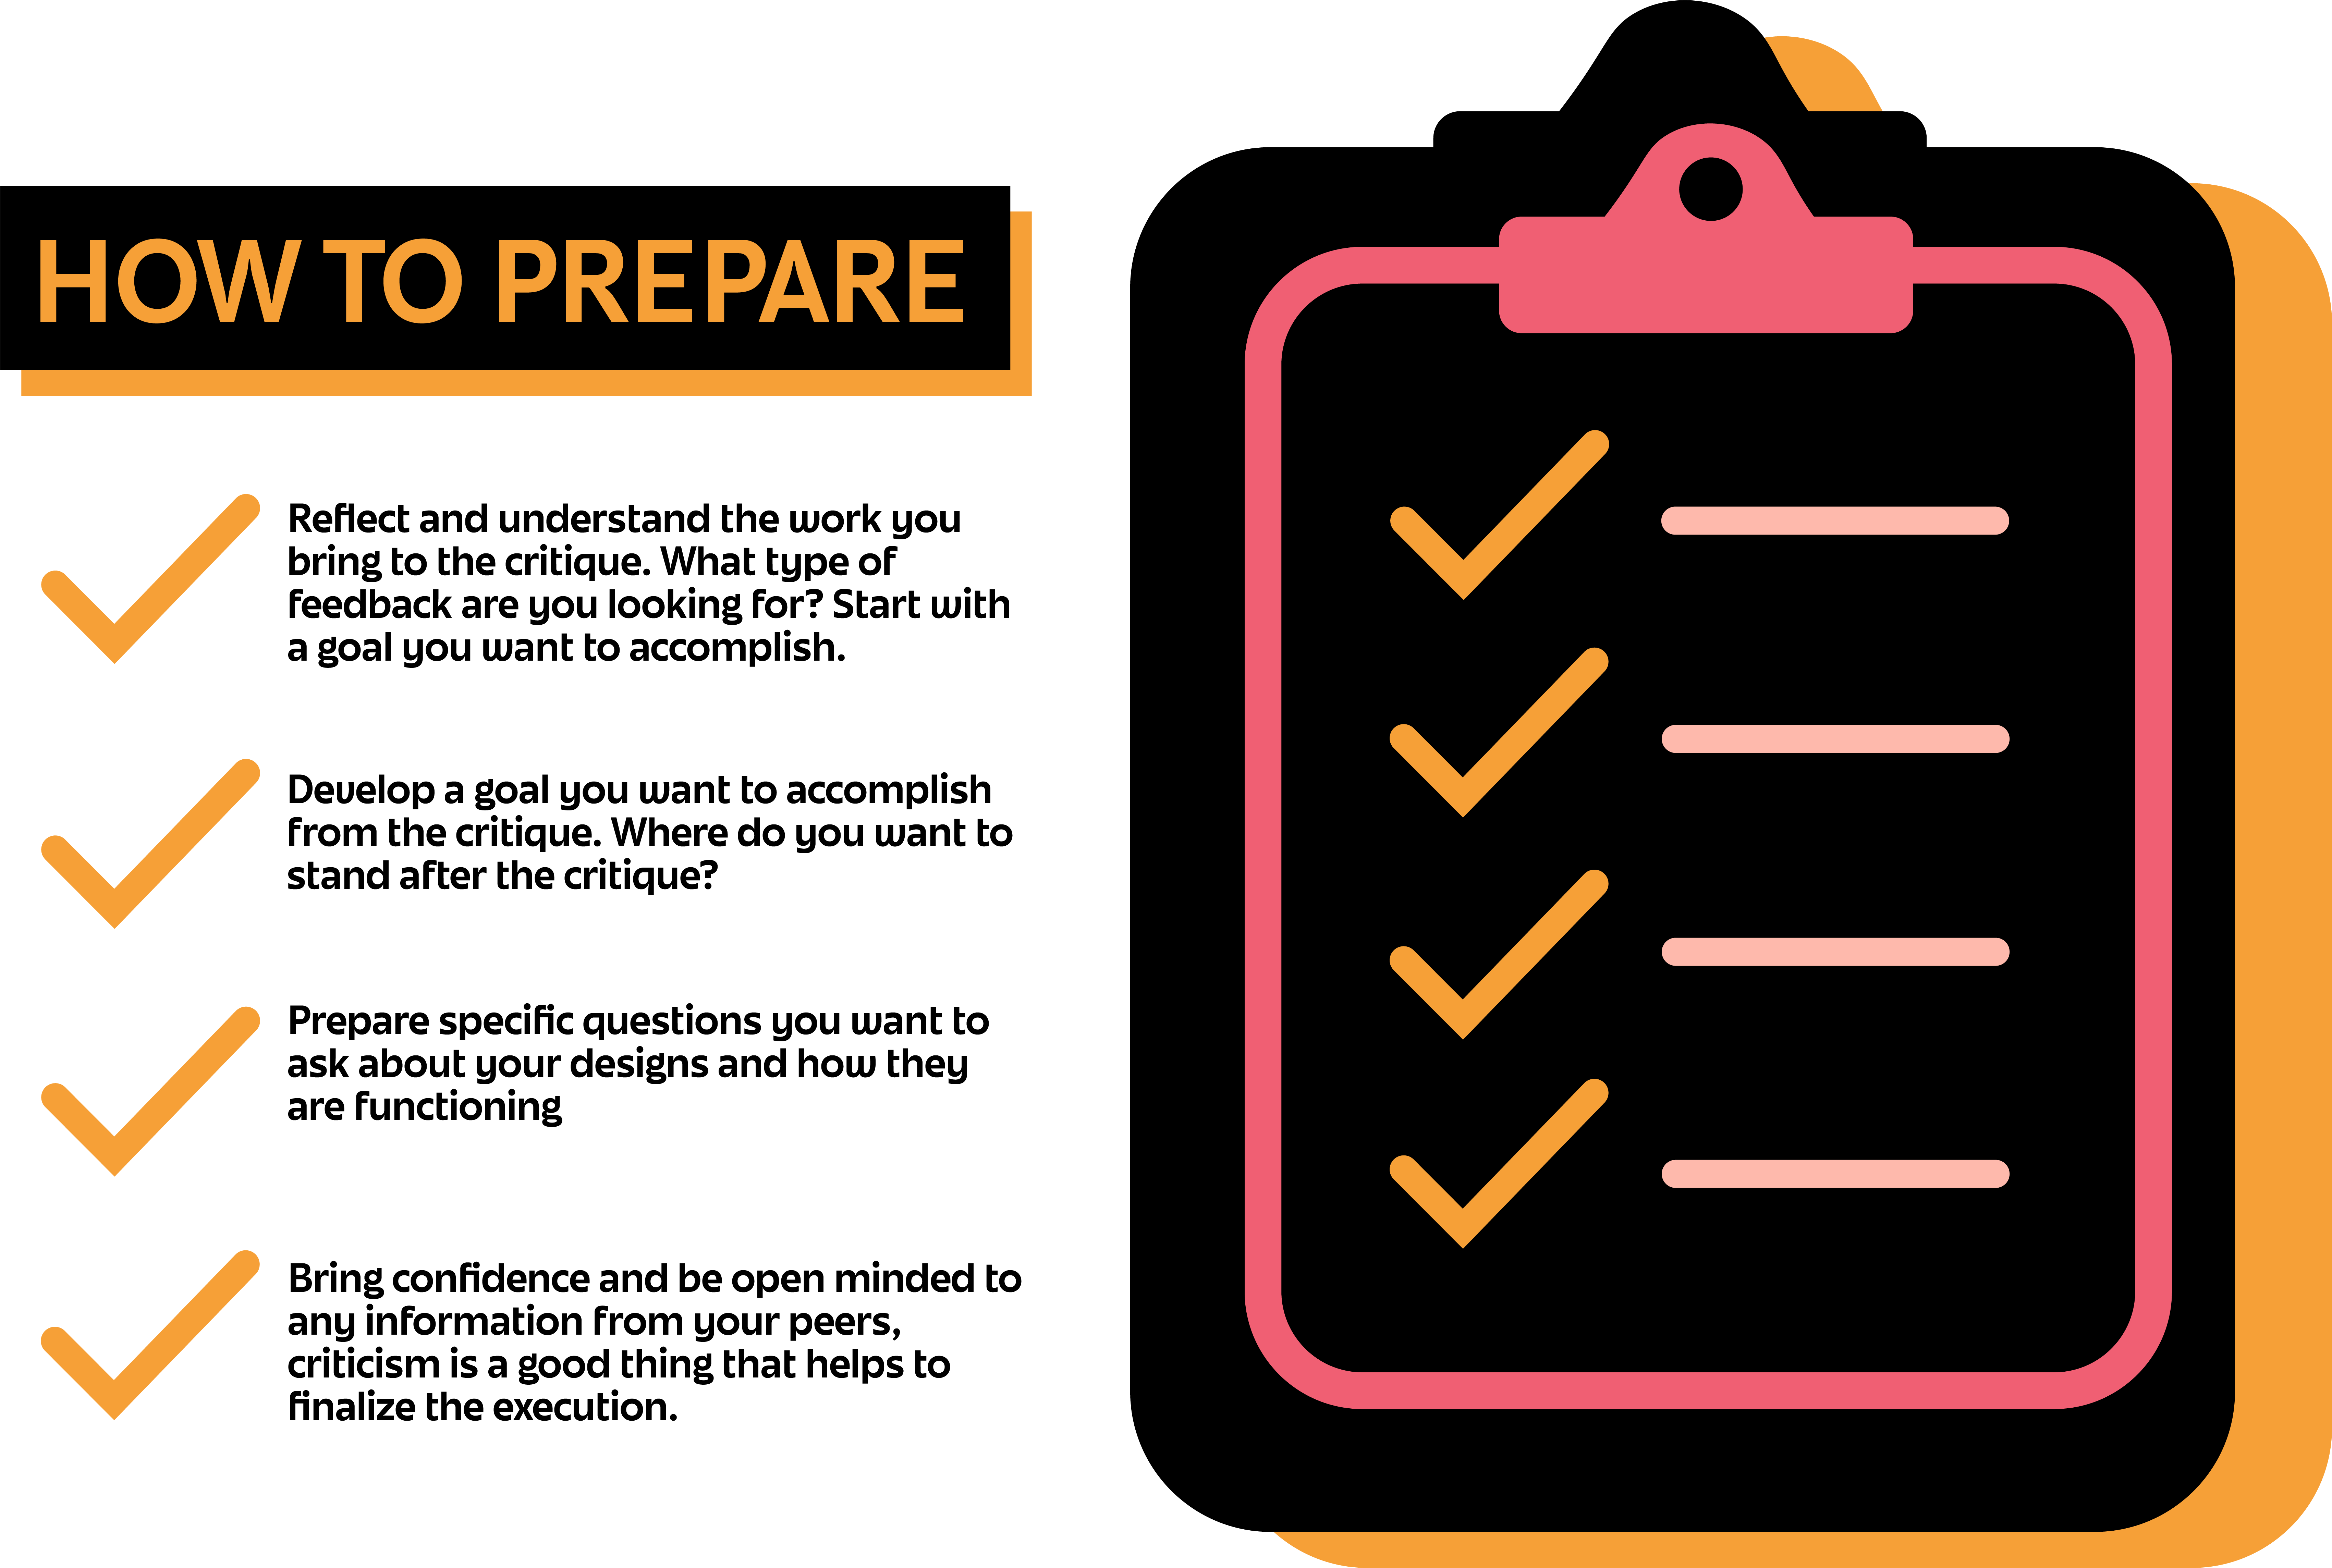 HOW TO PREPARE
Reflect and understand the work you
bring to the critique. What type of
feedback are you looking for? Start with
a goal you want to accomplish.
Develop a goal you want to accomplish
from the critique. Where do you want to
stand after the critique?
Prepare specific questions you want to
ask about your designs and how they
are functioning
Bring confidence and be open minded to
any information from your peers,
criticism is a good thing that helps to
finalize the execution.